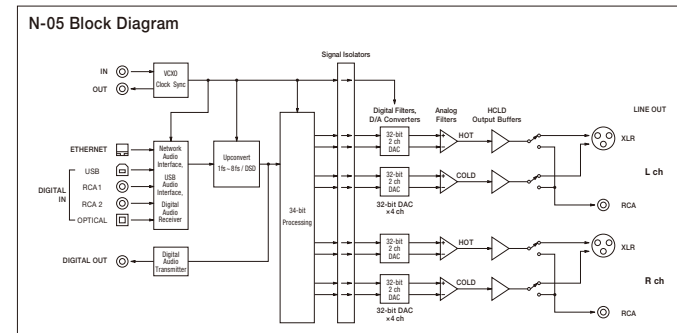 N-05 Block Diagram
Signal Isolators
IN
OUT
VCXO
Clock Sync
Digital Filters,
D/A Converters
Analog
Filters
HCLD
Output Buffers
LINE OUT
ETHERNET
USB
DIGITAL
IN
RCA1
RCA 2
OPTICAL
Network
Audio
Interface,
USB
Audio
Interface,
Digital
Audio
Receiver
Upconvert
1fs ~ 8fs / DSD
34-bit
Processing
32-bit
2 ch
DAC
HOT
XLR
L ch
32-bit
2 ch
DAC
COLD
RCA
32-bit DAC
×4 ch
DIGITAL OUT
Digital
Audio
Transmitter
32-bit
2 ch
DAC
HOT
XLR
R ch
32-bit
2 ch
DAC
COLD
RCA
32-bit DAC
×4 ch